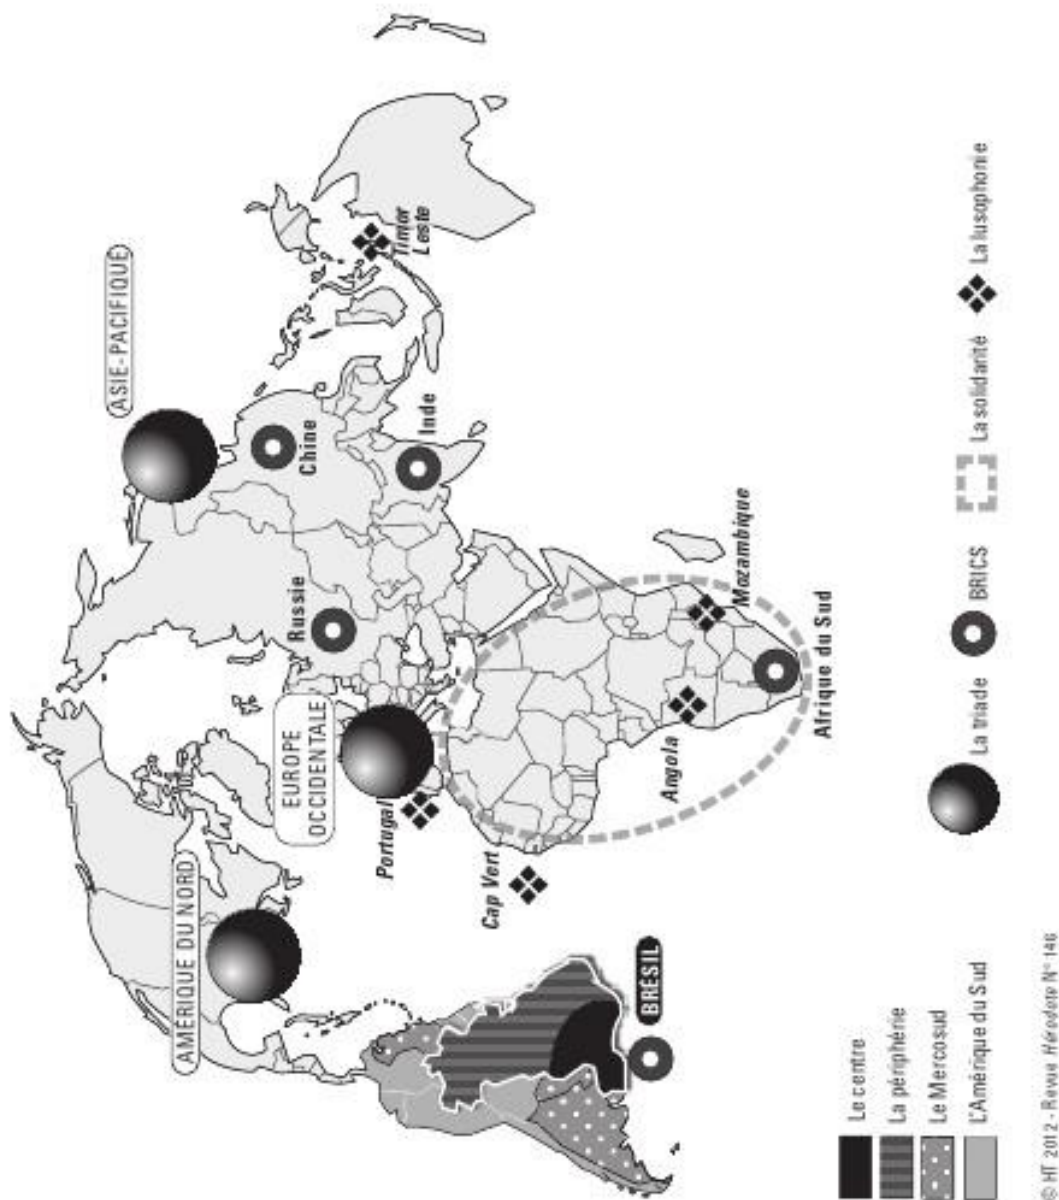 AMÉRIQUE DU NORD
EUROPE
OCCIDENTALE
ASIE-PACIFIQUE
Russie
Chine
Inde
Portugal
Cap Vert
BRÉSIL
Angola
Mozambique
Afrique du Sud
Timor
Leste
Le centre
La périphérie
Le Mercosud
L'Amérique du Sud
La triade
BRICS
La solidarité
La lusophonie
© HT 2012 - Revue Hérodote N° 146